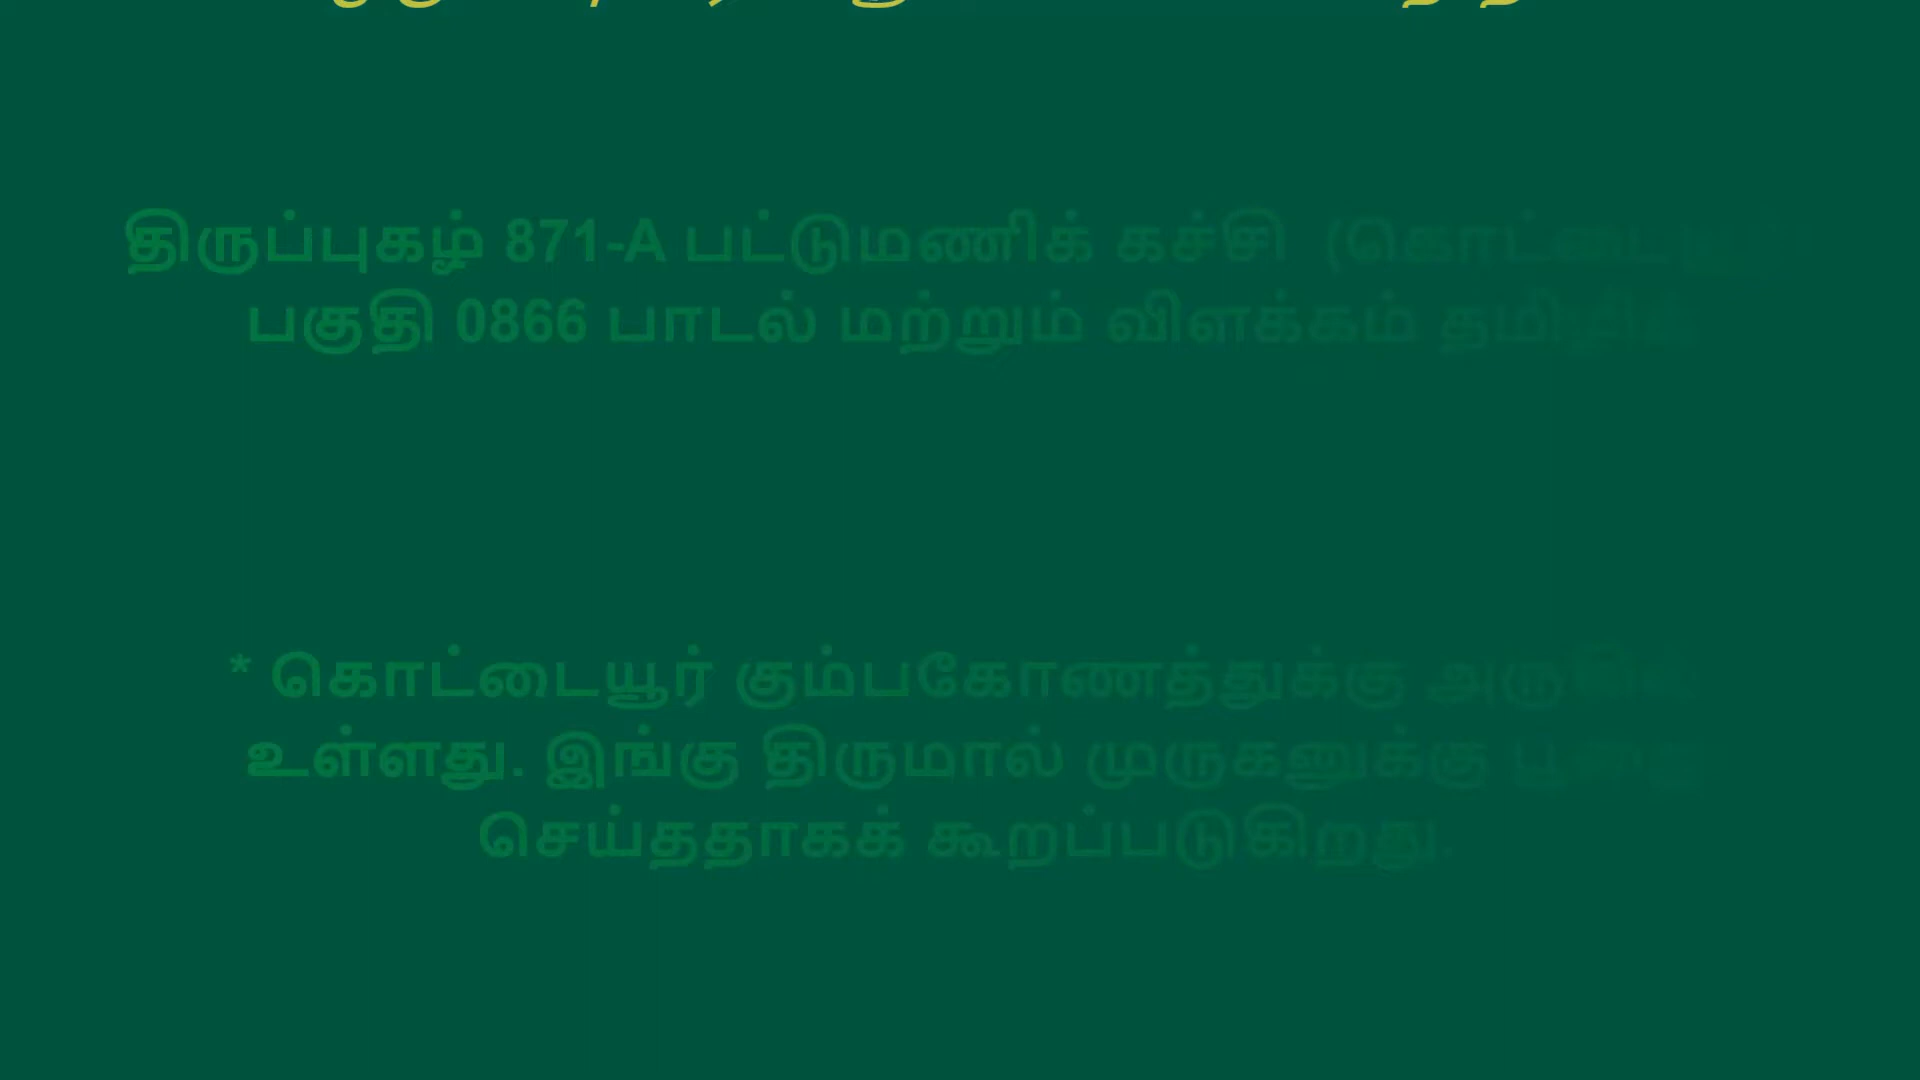 திருப்புகழ் 871-A பட்டுமணிக் கச்சி (கொட்டையூர்)
பகுதி 0866 பாடல் மற்றும் விளக்கம் தமிழில்
* கொட்டையூர் கும்பகோணத்துக்கு அருகில்
உள்ளது. இங்கு திருமால் முருகனுக்கு பூஜை
செய்ததாகக் கூறப்படுகிறது.